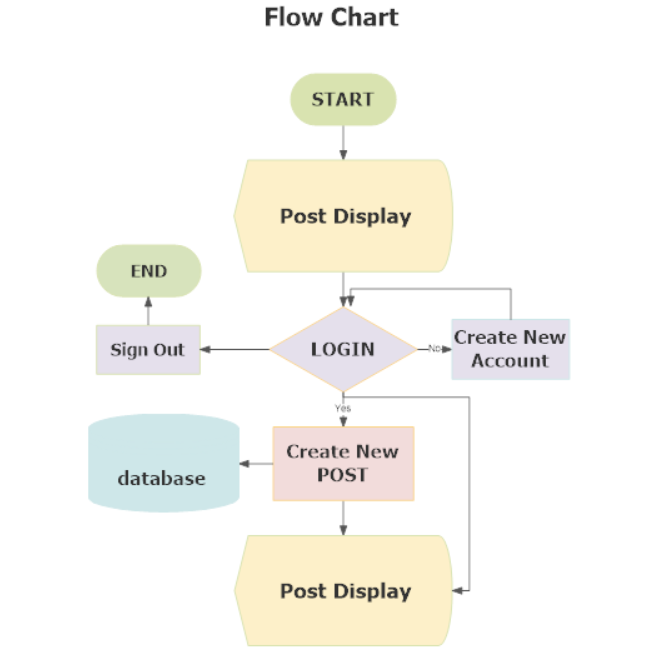 Flow Chart
START
Post Display
END
Sign Out
LOGIN
No
Create New
Account
Yes
Create New
POST
database
Post Display